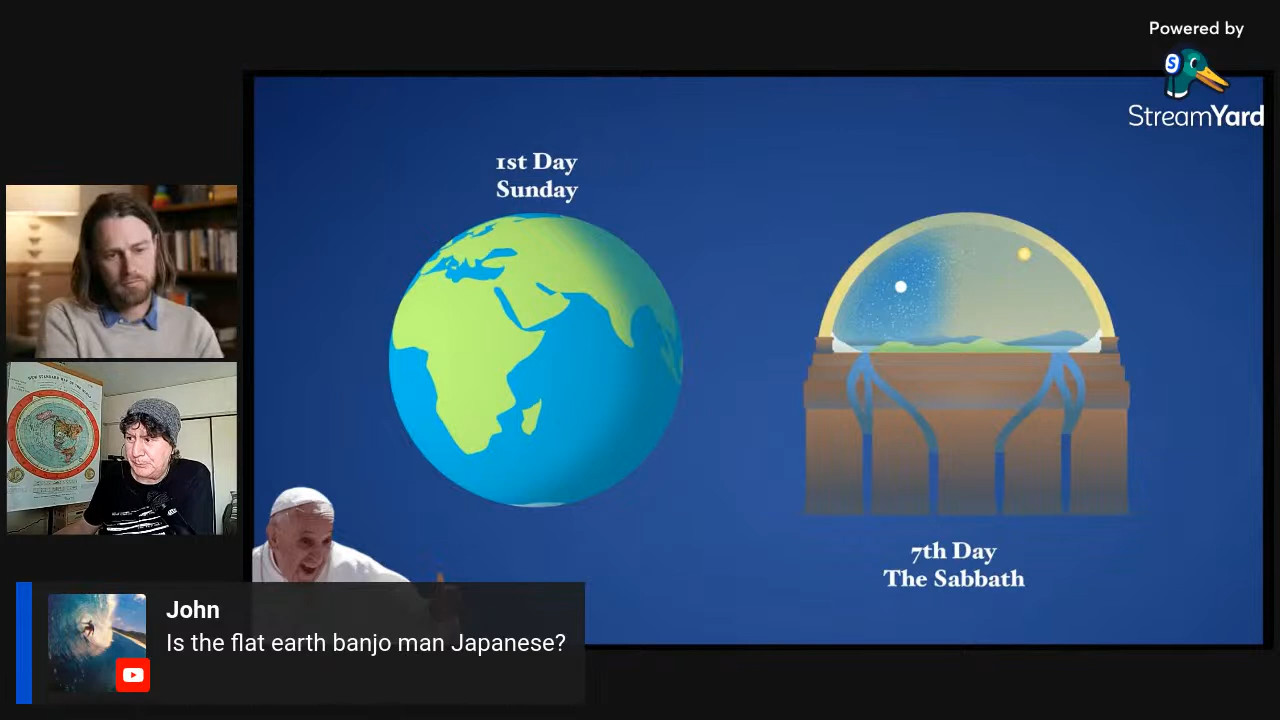 Powered by
S
StreamYard
1st Day
Sunday
7th Day
The Sabbath
John
Is the flat earth banjo man Japanese?